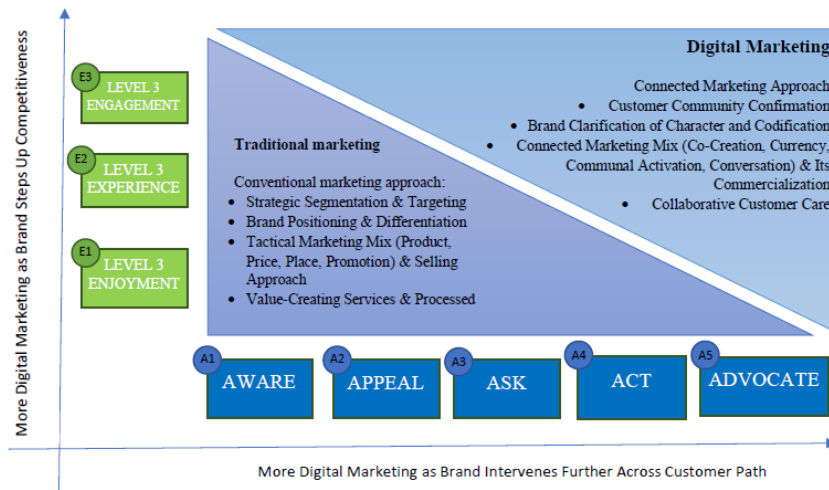 More Digital Marketing as Brand Steps Up Competitiveness
E3
LEVEL 3
ENGAGEMENT
E2
LEVEL 3
EXPERIENCE
E1
LEVEL 3
ENJOYMENT
Traditional marketing
Conventional marketing approach:
• Strategic Segmentation & Targeting
• Brand Positioning & Differentiation
• Tactical Marketing Mix (Product,
Price, Place, Promotion) & Selling
Approach
• Value-Creating Services & Processed
Digital Marketing
Connected Marketing Approach
• Customer Community Confirmation
• Brand Clarification of Character and Codification
• Connected Marketing Mix (Co-Creation, Currency,
Communal Activation, Conversation) & Its
Commercialization
• Collaborative Customer Care
A1
AWARE
A2
APPEAL
A3
ASK
A4
ACT
A5
ADVOCATE
More Digital Marketing as Brand Intervenes Further Across Customer Path